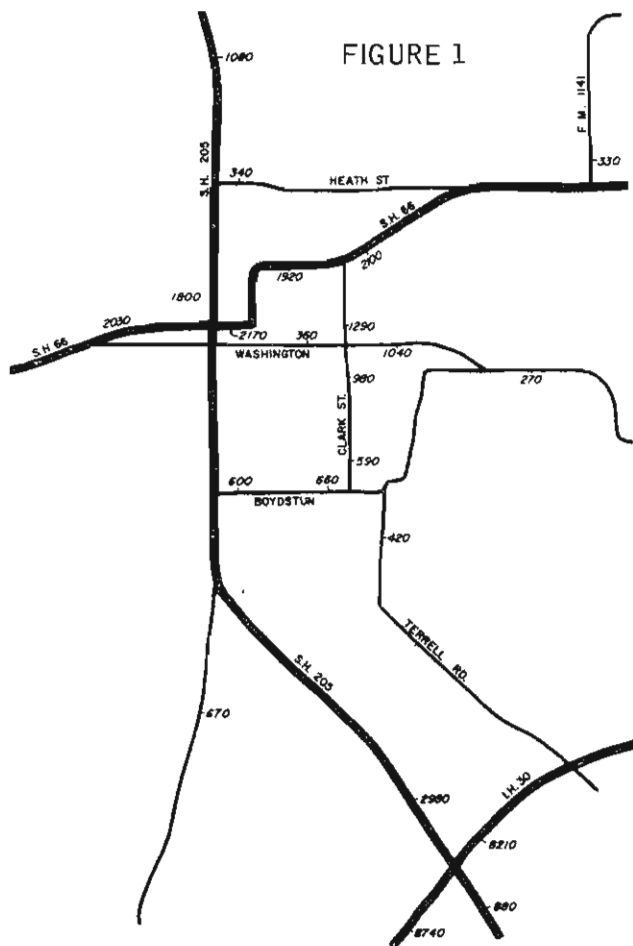 FIGURE 1
1080
F. M. 1141
S.H. 205
340
HEATH ST
330
S.H. 66
2100
1920
1800
2030
2170
360
1290
S.H. 66
WASHINGTON
1040
980
270
CLARK ST.
590
600
660
BOYDSTUN
420
TERRELL RD.
S.H. 205
670
I.H. 30
2980
8210
880
8740